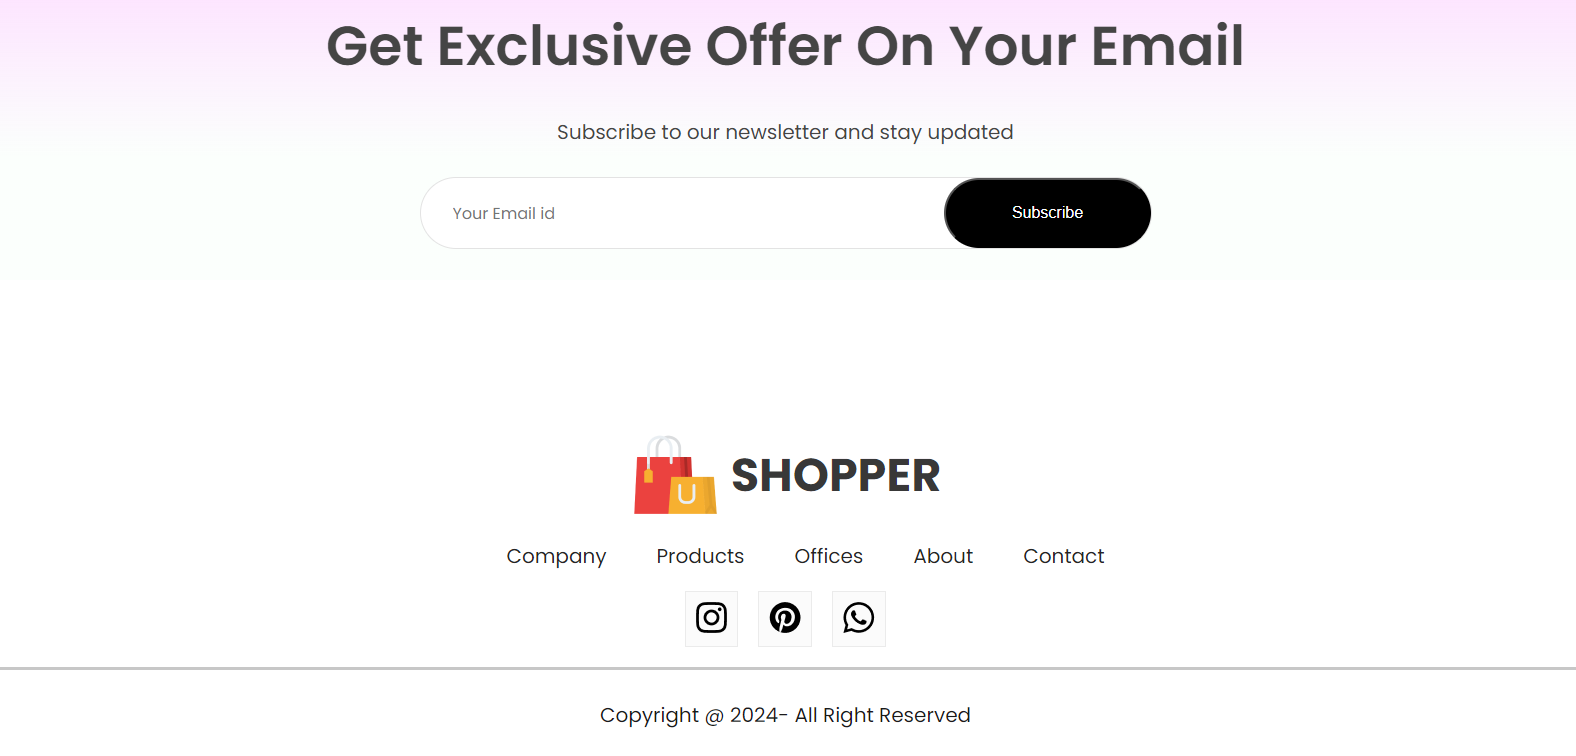 Get Exclusive Offer On Your Email
Subscribe to our newsletter and stay updated
Your Email id
Subscribe
SHOPPER
Company Products Offices About Contact
Copyright @ 2024- All Right Reserved